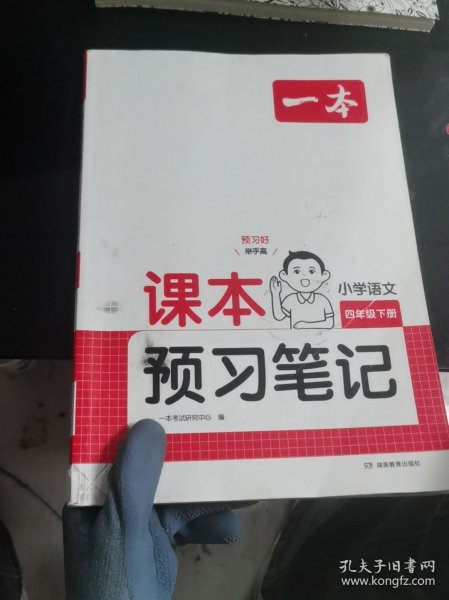 一本
预习好
举手高
课本
小学语文
四年级下册
预习笔记
一本考试研究中心 编
湖南教育出版社
孔夫子旧书网
www.kongfz.com